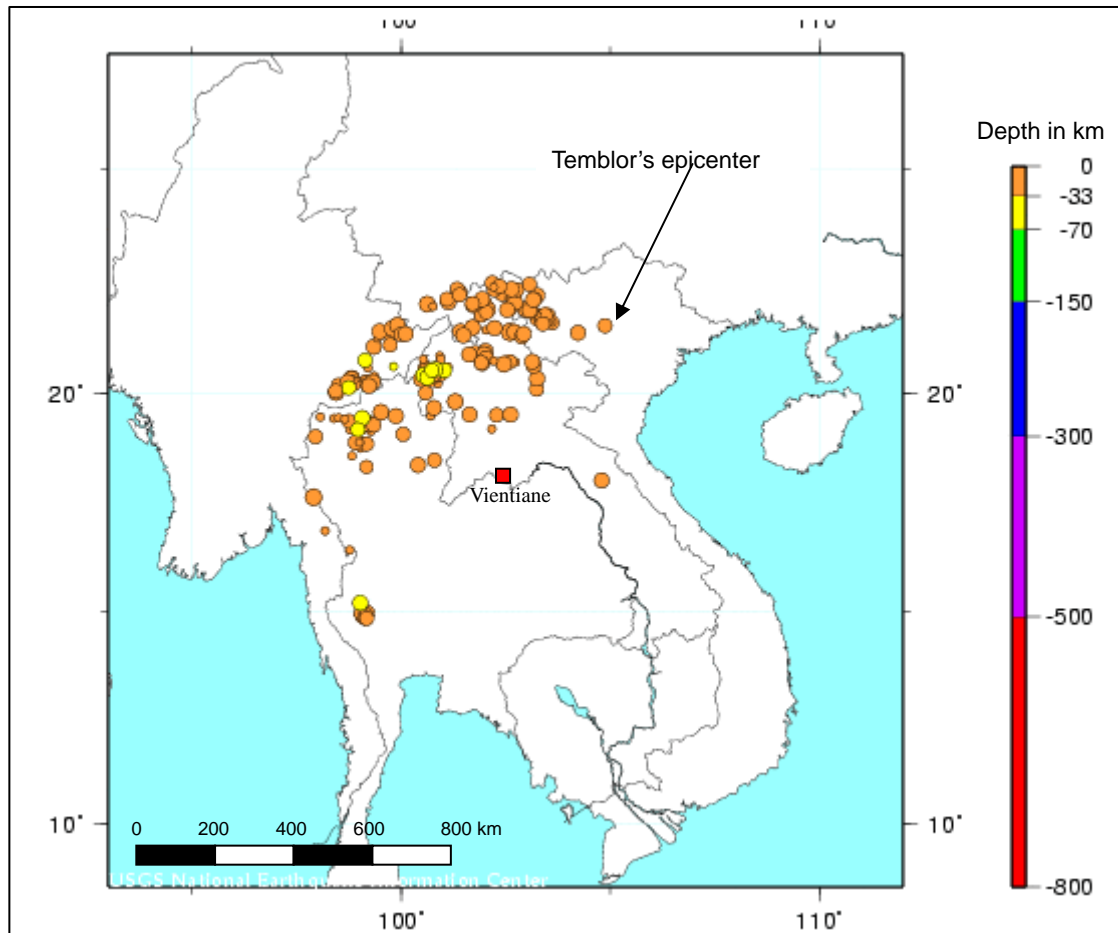 100 110
Depth in km
Temblor's epicenter
0
-33
-70
-150
20° 20°
-300
Vientiane
-500
0 200 400 600 800 km
10° 10°
USGS National Earthquake Information Center
-800
100° 110°